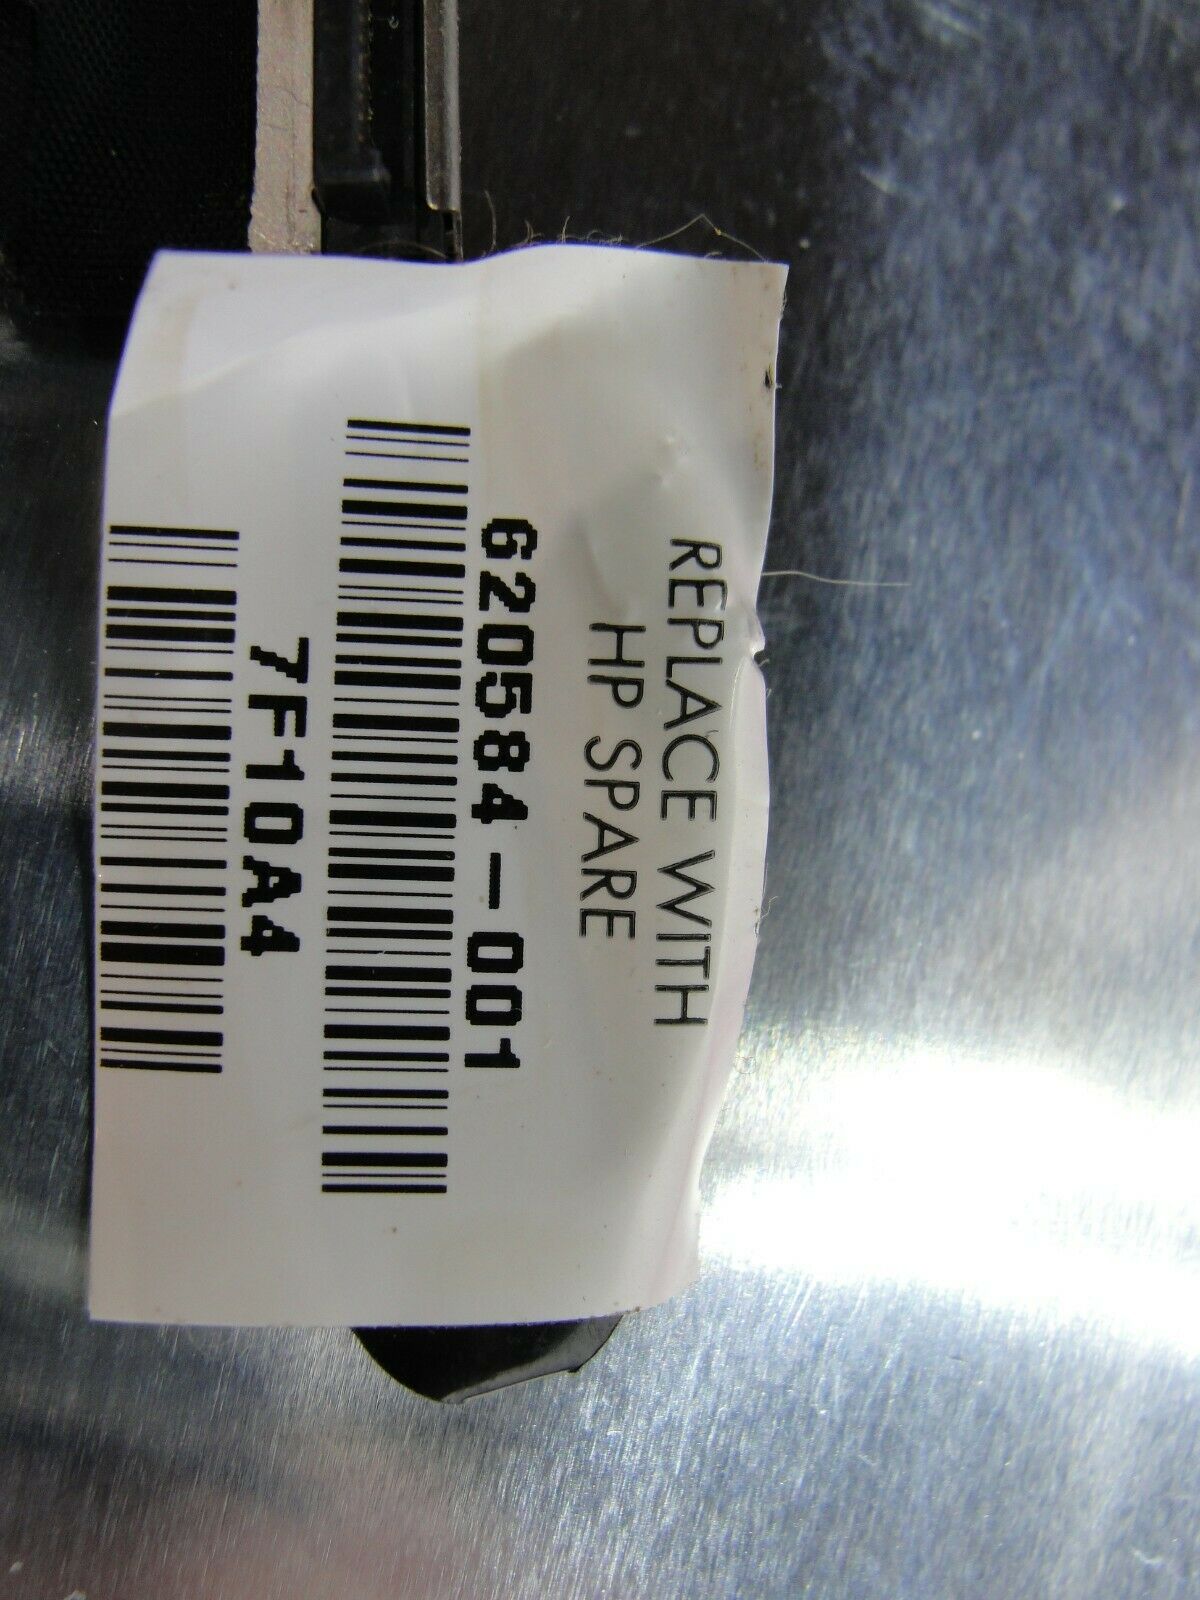 REPLACE WITH
HP SPARE
620584-001
7F10A4